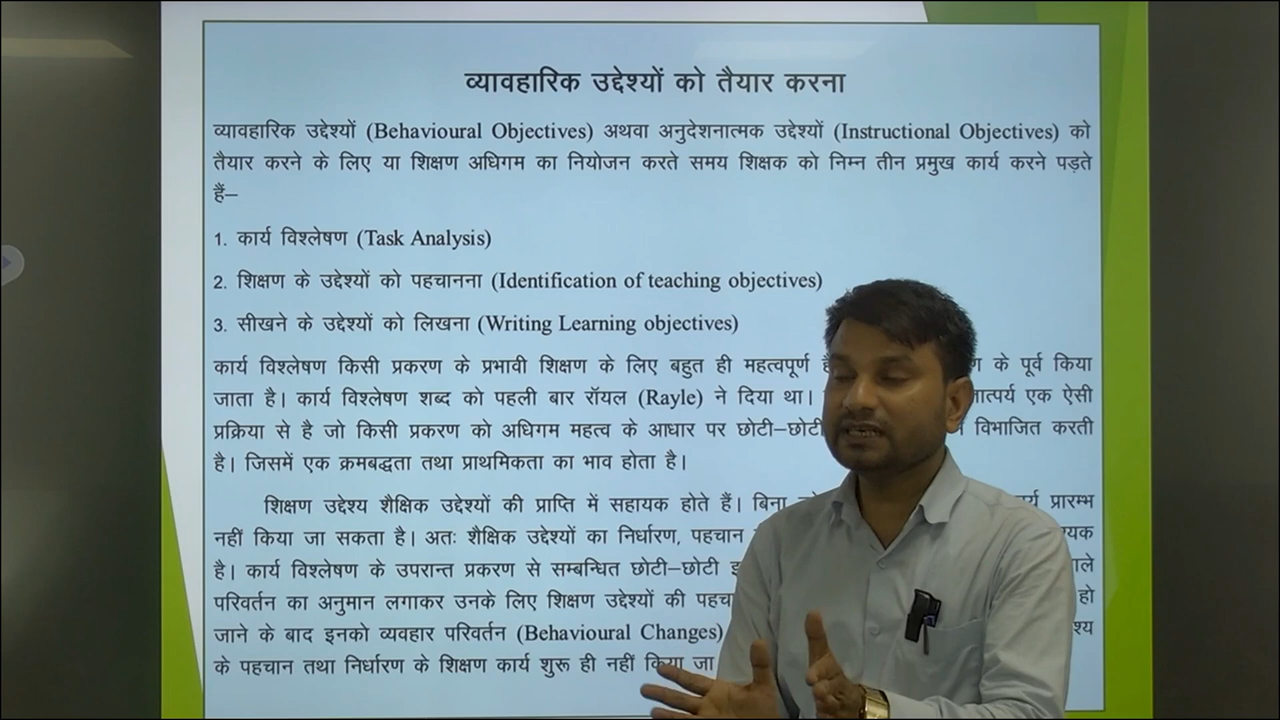 व्यावहारिक उद्देश्यों को तैयार करना
व्यावहारिक उद्देश्यों (Behavioural Objectives) अथवा अनुदेशनात्मक उद्देश्यों (Instructional Objectives) को
तैयार करने के लिए या शिक्षण अधिगम का नियोजन करते समय शिक्षक को निम्न तीन प्रमुख कार्य करने पड़ते
हैं–
1. कार्य विश्लेषण (Task Analysis)
2. शिक्षण के उद्देश्यों को पहचानना (Identification of teaching objectives)
3. सीखने के उद्देश्यों को लिखना (Writing Learning objectives)
कार्य विश्लेषण किसी प्रकरण के प्रभावी शिक्षण के लिए बहुत ही महत्वपूर्ण के पूर्व किया
जाता है। कार्य विश्लेषण शब्द को पहली बार रॉयल (Rayle) ने दिया था। तात्पर्य एक ऐसी
प्रक्रिया से है जो किसी प्रकरण को अधिगम महत्व के आधार पर छोटी–छोटी विभाजित करती
है। जिसमें एक क्रमबद्धता तथा प्राथमिकता का भाव होता है।
शिक्षण उद्देश्य शैक्षिक उद्देश्यों की प्राप्ति में सहायक होते हैं। बिना प्रारम्भ
नहीं किया जा सकता है। अतः शैक्षिक उद्देश्यों का निर्धारण, पहचान
है। कार्य विश्लेषण के उपरान्त प्रकरण से सम्बन्धित छोटी–छोटी
परिवर्तन का अनुमान लगाकर उनके लिए शिक्षण उद्देश्यों की हो
जाने के बाद इनको व्यवहार परिवर्तन (Behavioural Changes)
के पहचान तथा निर्धारण के शिक्षण कार्य शुरू ही नहीं किया जा